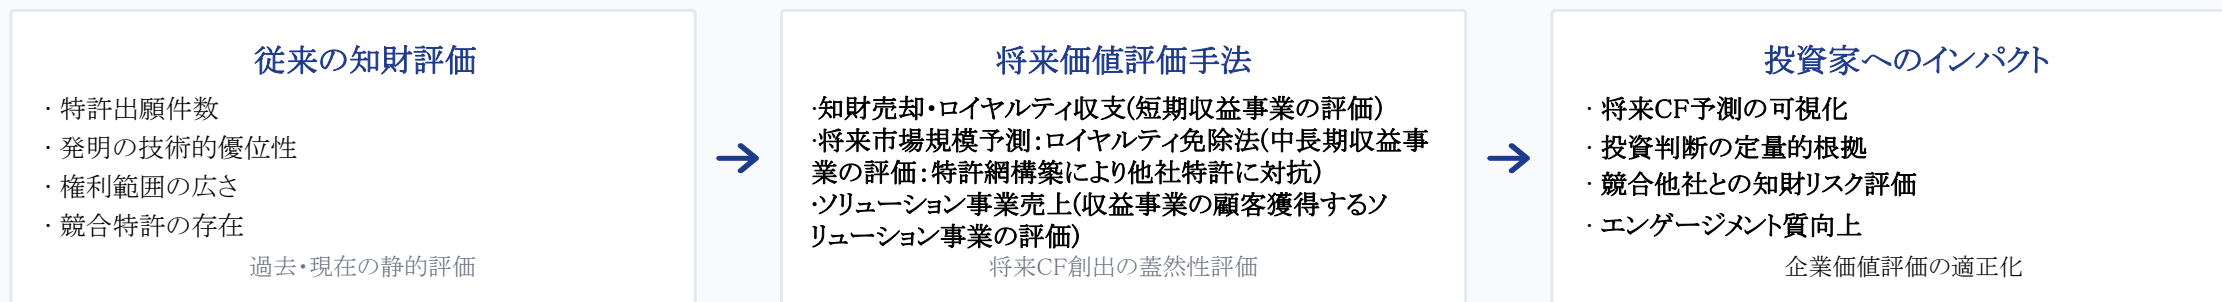 従来の知財評価
· 特許出願件数
· 発明の技術的優位性
· 権利範囲の広さ
· 競合特許の存在
過去・現在の静的評価
将来価値評価手法
·知財売却・ロイヤルティ収支(短期収益事業の評価)
·将来市場規模予測：ロイヤルティ免除法(中長期収益事
業の評価：特許網構築により他社特許に対抗)
·ソリューション事業売上(収益事業の顧客獲得するソ
リューション事業の評価)
将来CF創出の蓋然性評価
投資家へのインパクト
· 将来CF予測の可視化
· 投資判断の定量的根拠
· 競合他社との知財リスク評価
· エンゲージメント質向上
企業価値評価の適正化